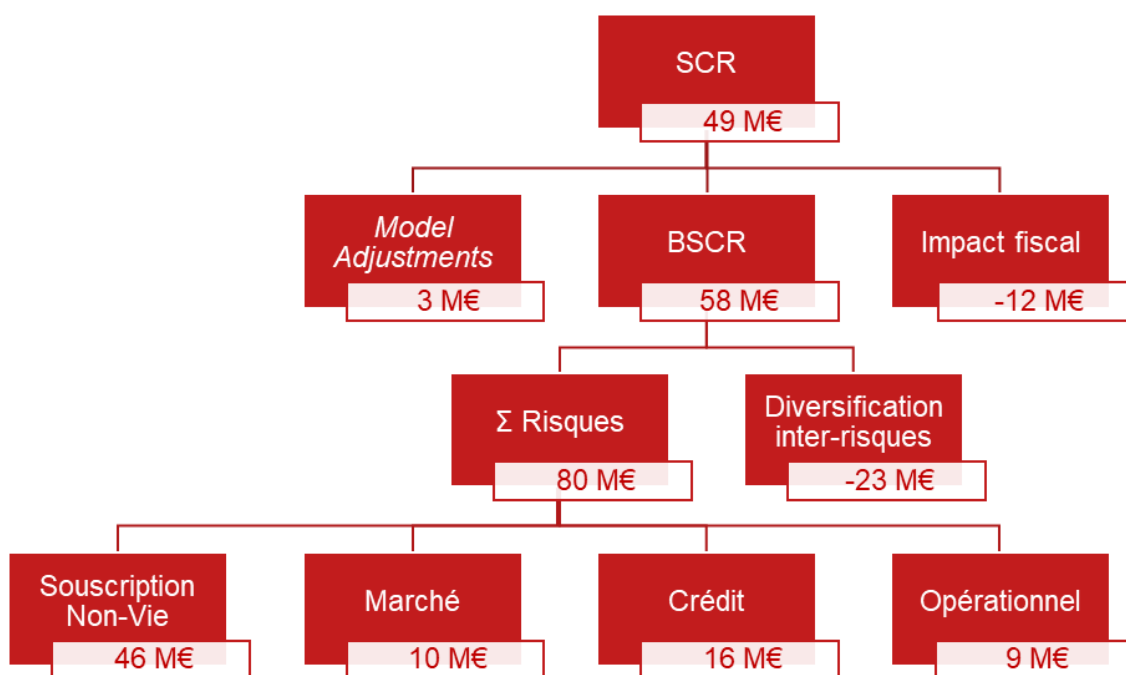 SCR
49 M€
Model
Adjustments
3 M€
BSCR
58 M€
Impact fiscal
-12 M€
Σ Risques
80 M€
Diversification
inter-risques
-23 M€
Souscription
Non-Vie
46 M€
Marché
10 M€
Crédit
16 M€
Opérationnel
9 M€